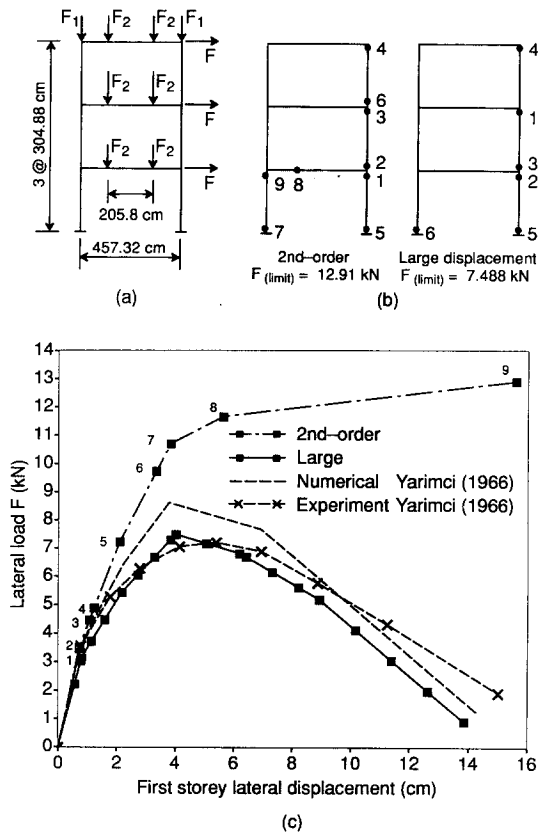 F1 F2 F2 F1
F
F2 F2
F
F2 F2
F
3 @ 304.88 cm
205.8 cm
457.32 cm
(a)
4
6
3
2
9 8 1
7 5
2nd–order
F (limit) = 12.91 kN
4
1
3
2
6 5
Large displacement
F (limit) = 7.488 kN
(b)
14
13
12
11
10
9
8
7
6
5
4
3
2
1
0
Lateral load F (kN)
1
2
3
4
5
6
7
8
9
2nd–order
Large
Numerical Yarimci (1966)
Experiment Yarimci (1966)
0 2 4 6 8 10 12 14 16
First storey lateral displacement (cm)
(c)